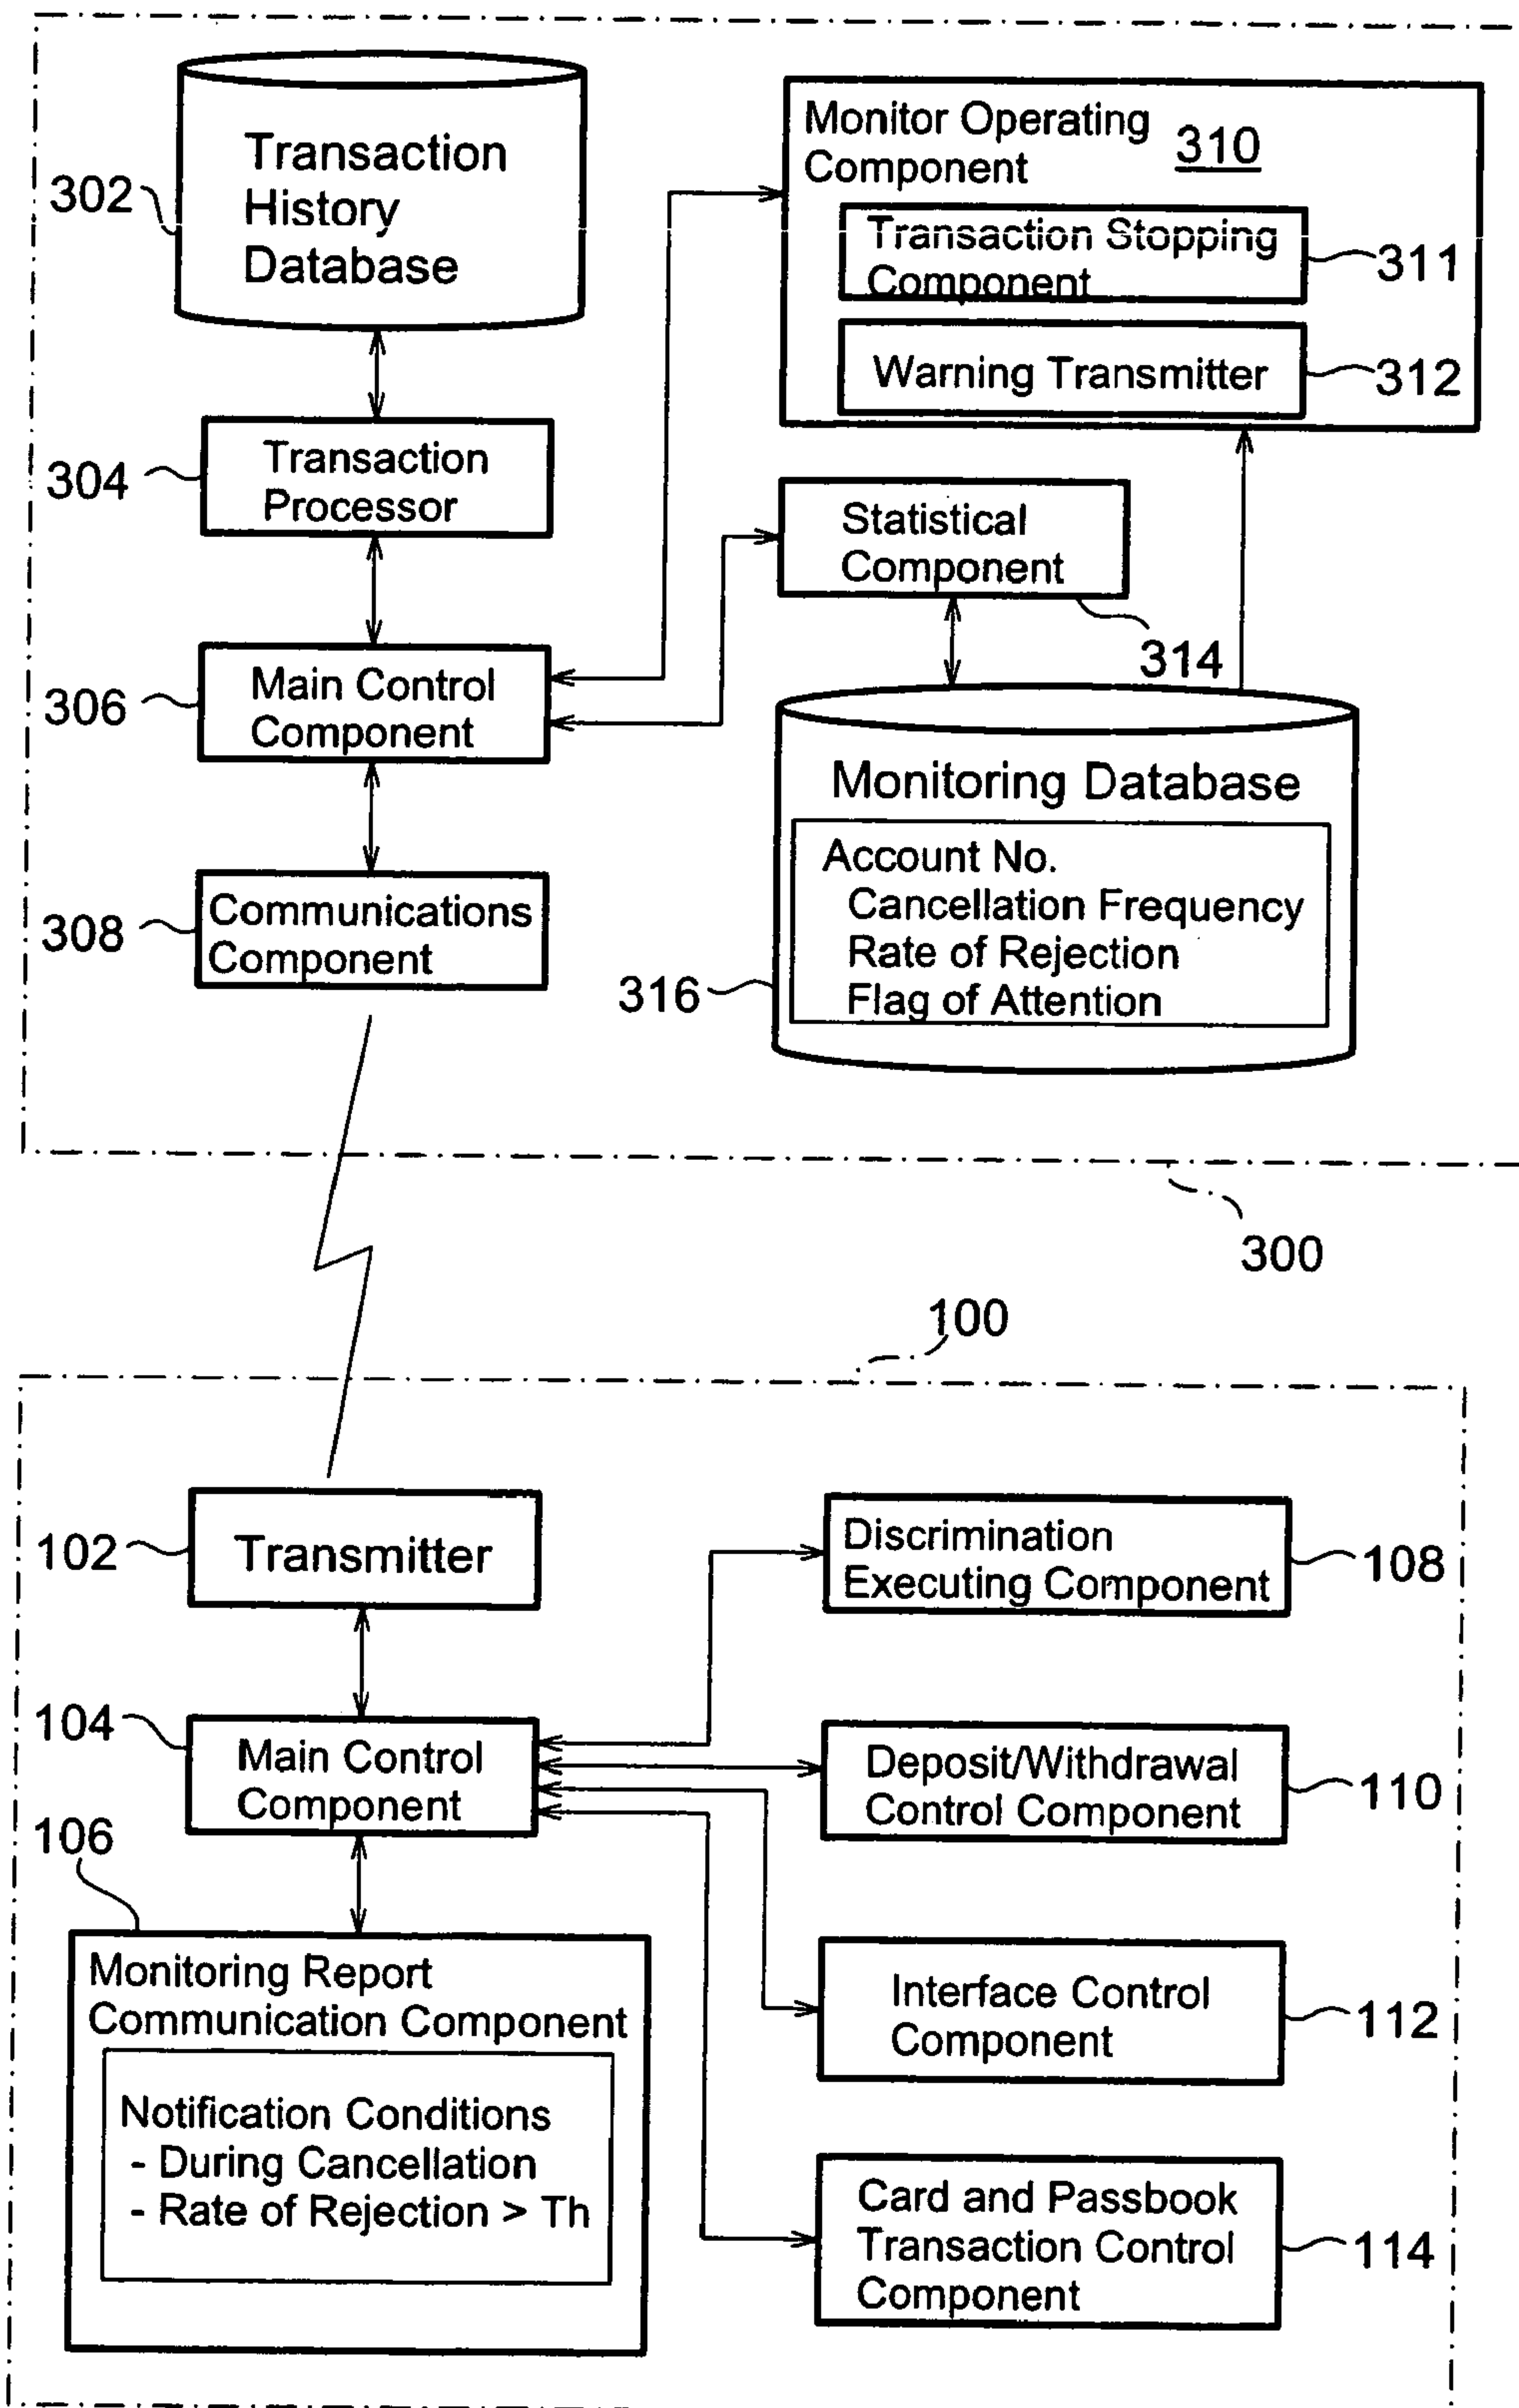 Transaction
History
Database
302
Monitor Operating
Component
310
Transaction Stopping
Component
311
Warning Transmitter
312
Transaction
Processor
304
Statistical
Component
314
Main Control
Component
306
Monitoring Database
Account No.
Cancellation Frequency
Rate of Rejection
Flag of Attention
316
Communications
Component
308
300
100
Transmitter
102
Discrimination
Executing Component
108
Main Control
Component
104
Deposit/Withdrawal
Control Component
110
106
Monitoring Report
Communication Component
Notification Conditions
- During Cancellation
- Rate of Rejection > Th
Interface Control
Component
112
Card and Passbook
Transaction Control
Component
114